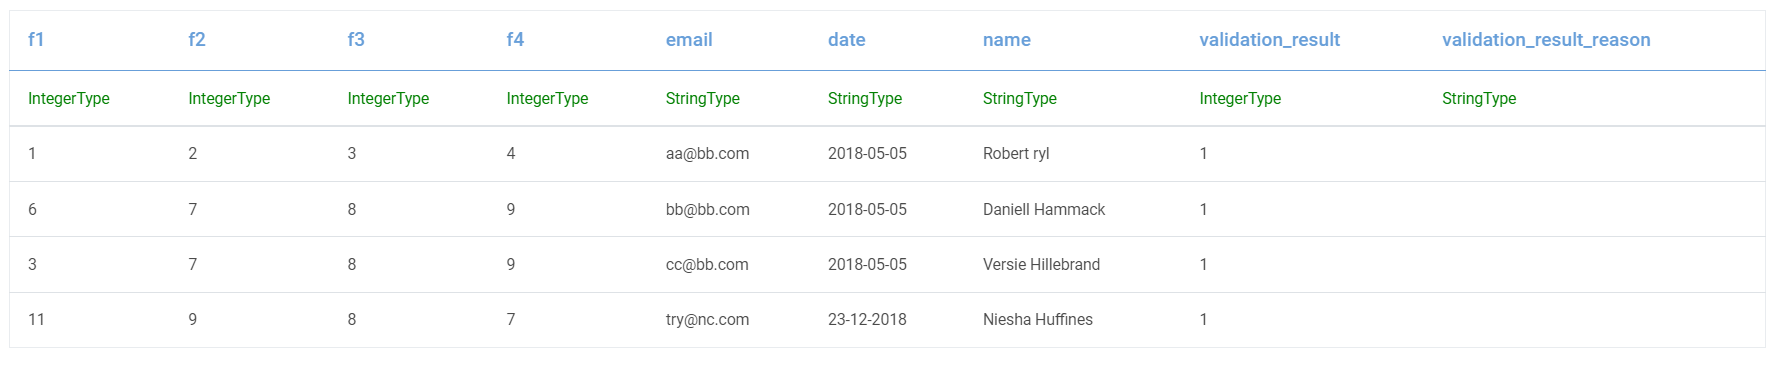 f1 f2 f3 f4 email date name validation_result validation_result_reason
IntegerType IntegerType IntegerType IntegerType StringType StringType StringType IntegerType StringType
1 2 3 4 aa@bb.com 2018-05-05 Robert ryl 1
6 7 8 9 bb@bb.com 2018-05-05 Daniell Hammack 1
3 7 8 9 cc@bb.com 2018-05-05 Versie Hillebrand 1
11 9 8 7 try@nc.com 23-12-2018 Niesha Huffines 1